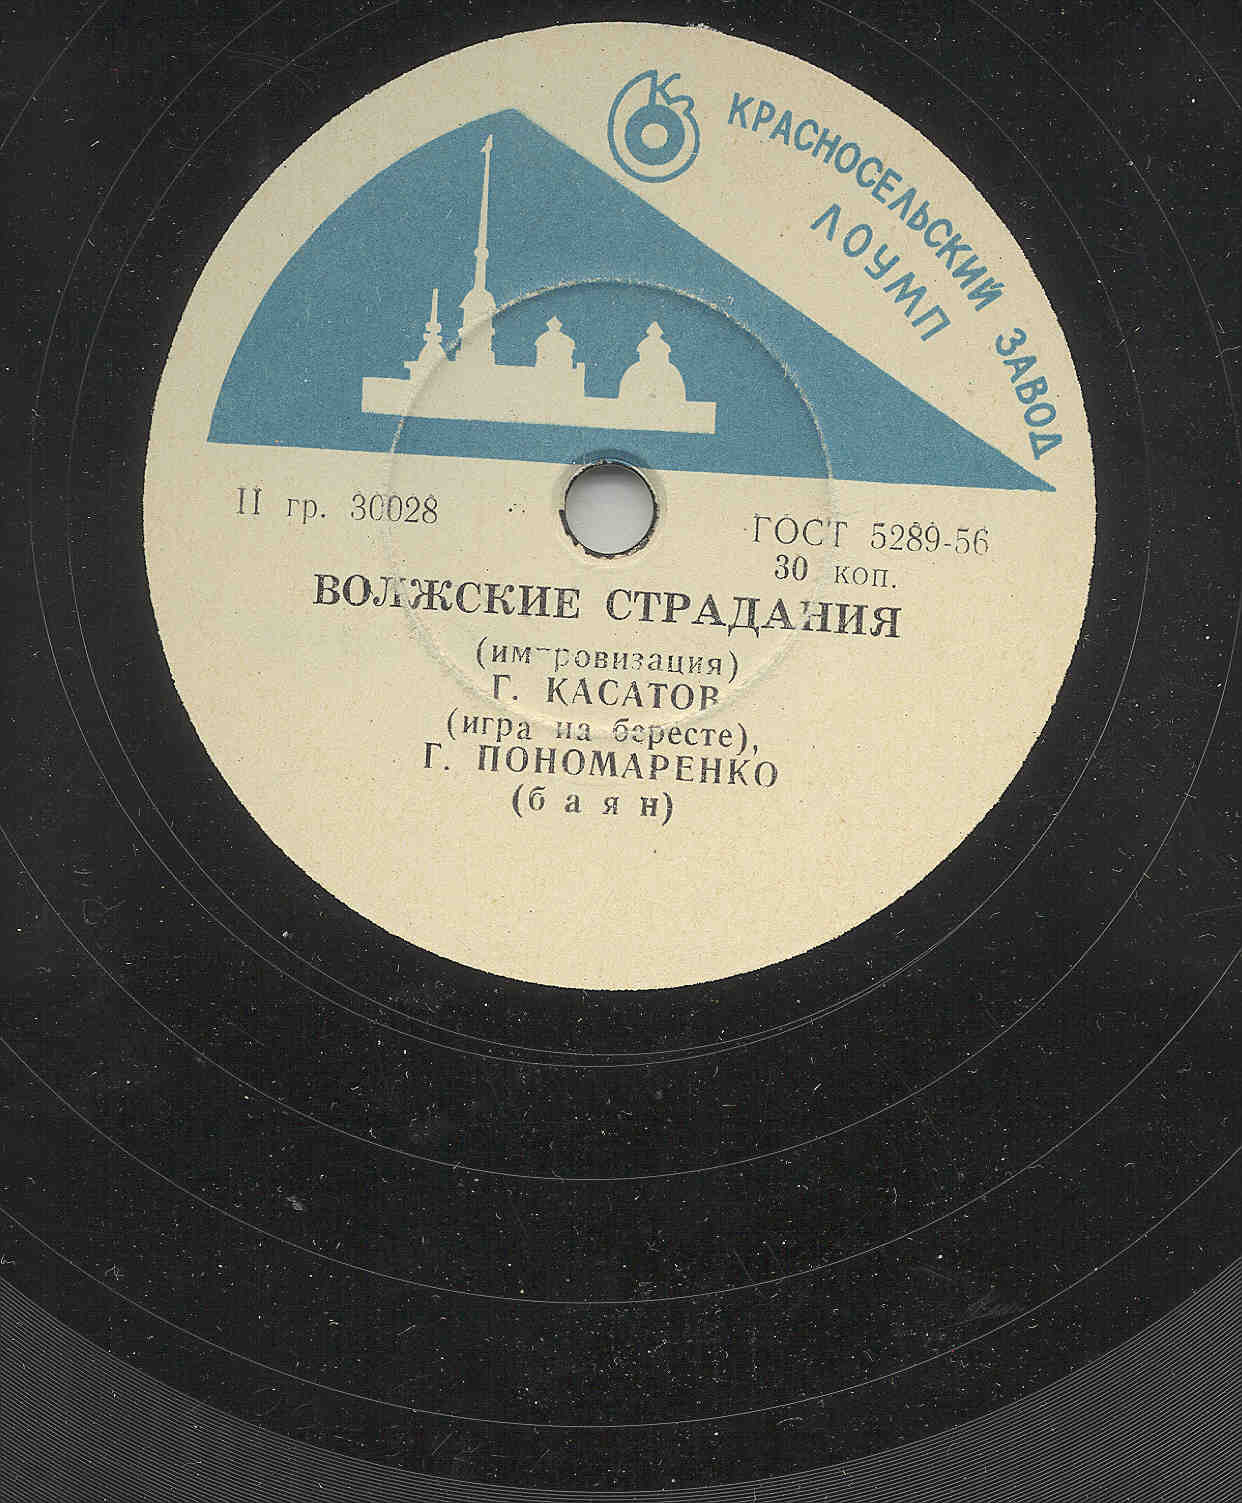 КРАСНОСЕЛЬСКИЙ ЗАВОД
ЛОУМП
II гр. 30028
ГОСТ 5289-56
30 коп.
ВОЛЖСКИЕ СТРАДАНИЯ
(импровизация)
Г. КАСАТОВ
(игра на бересте),
Г. ПОНОМАРЕНКО
(б а я н)